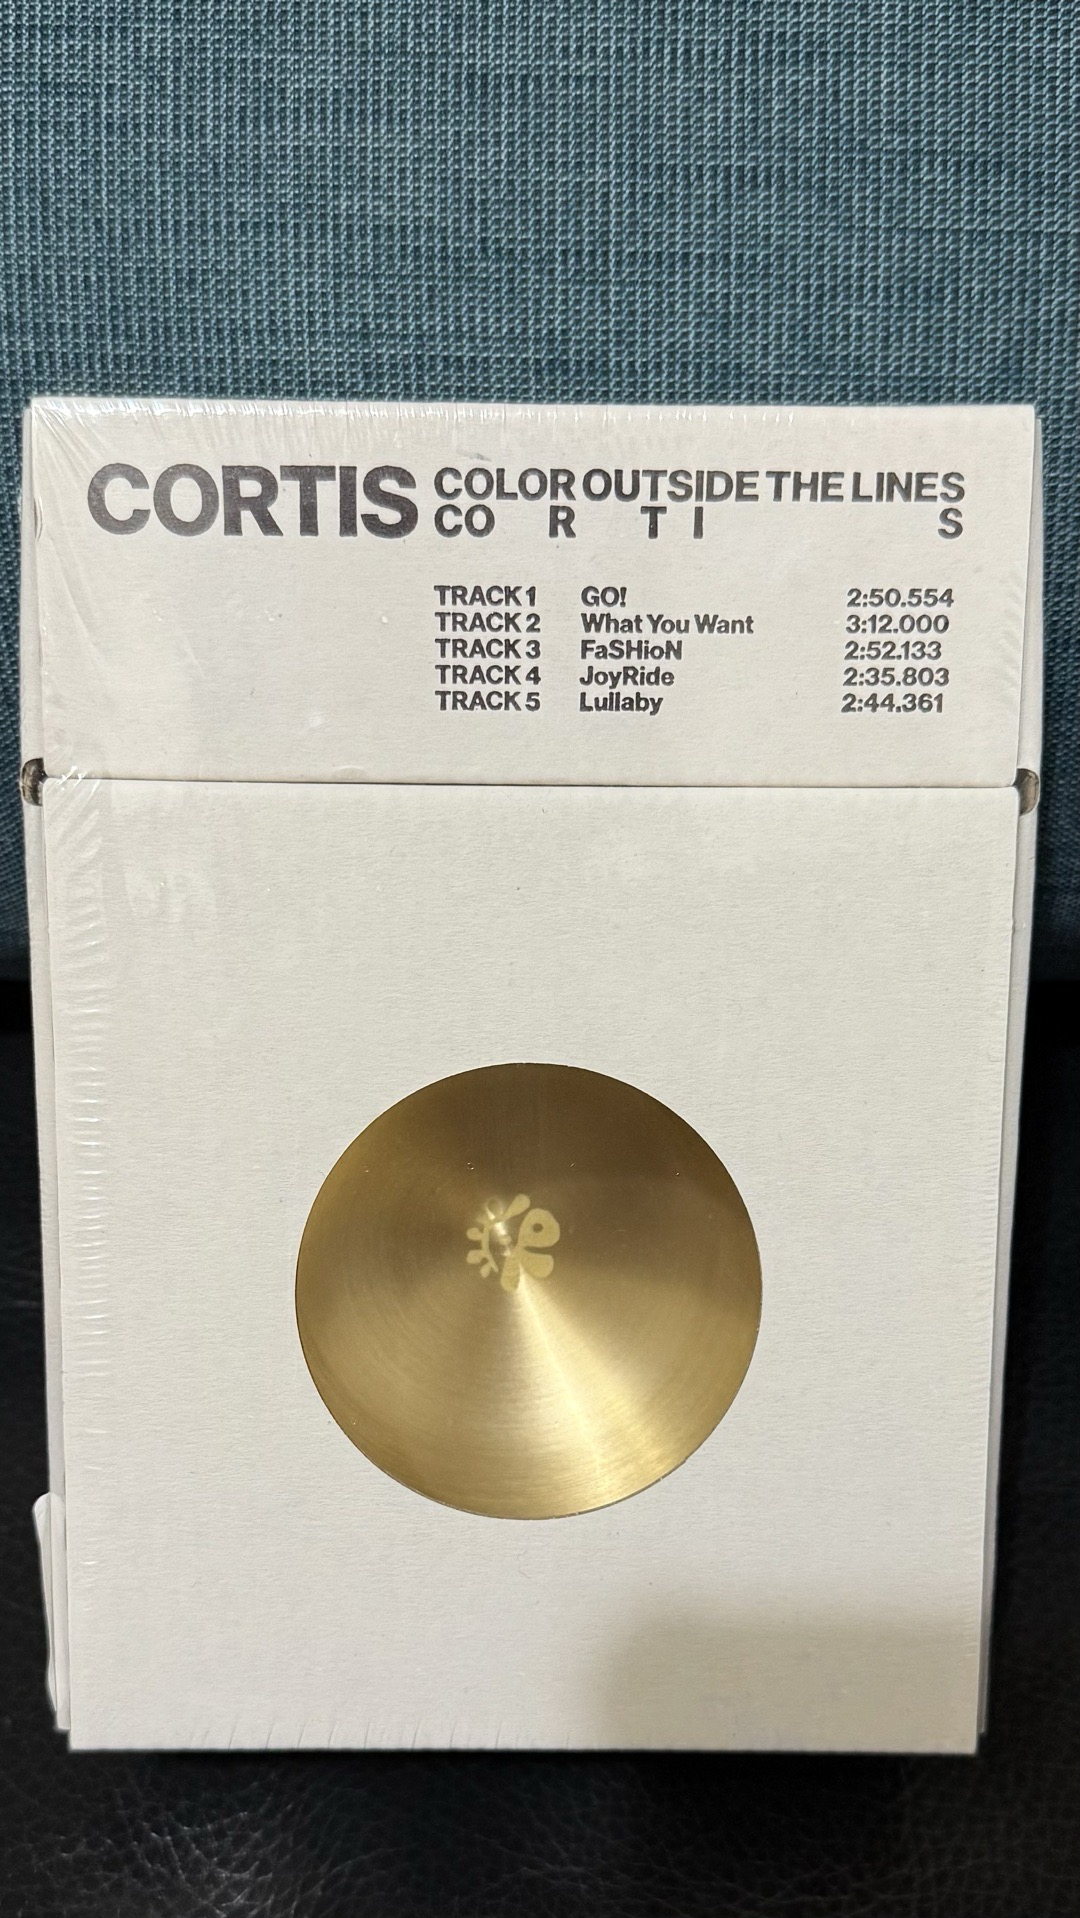 CORTIS COLOR OUTSIDE THE LINES
CO R T I S
TRACK 1 GO! 2:50.554
TRACK 2 What You Want 3:12.000
TRACK 3 FaSHioN 2:52.133
TRACK 4 JoyRide 2:35.803
TRACK 5 Lullaby 2:44.361